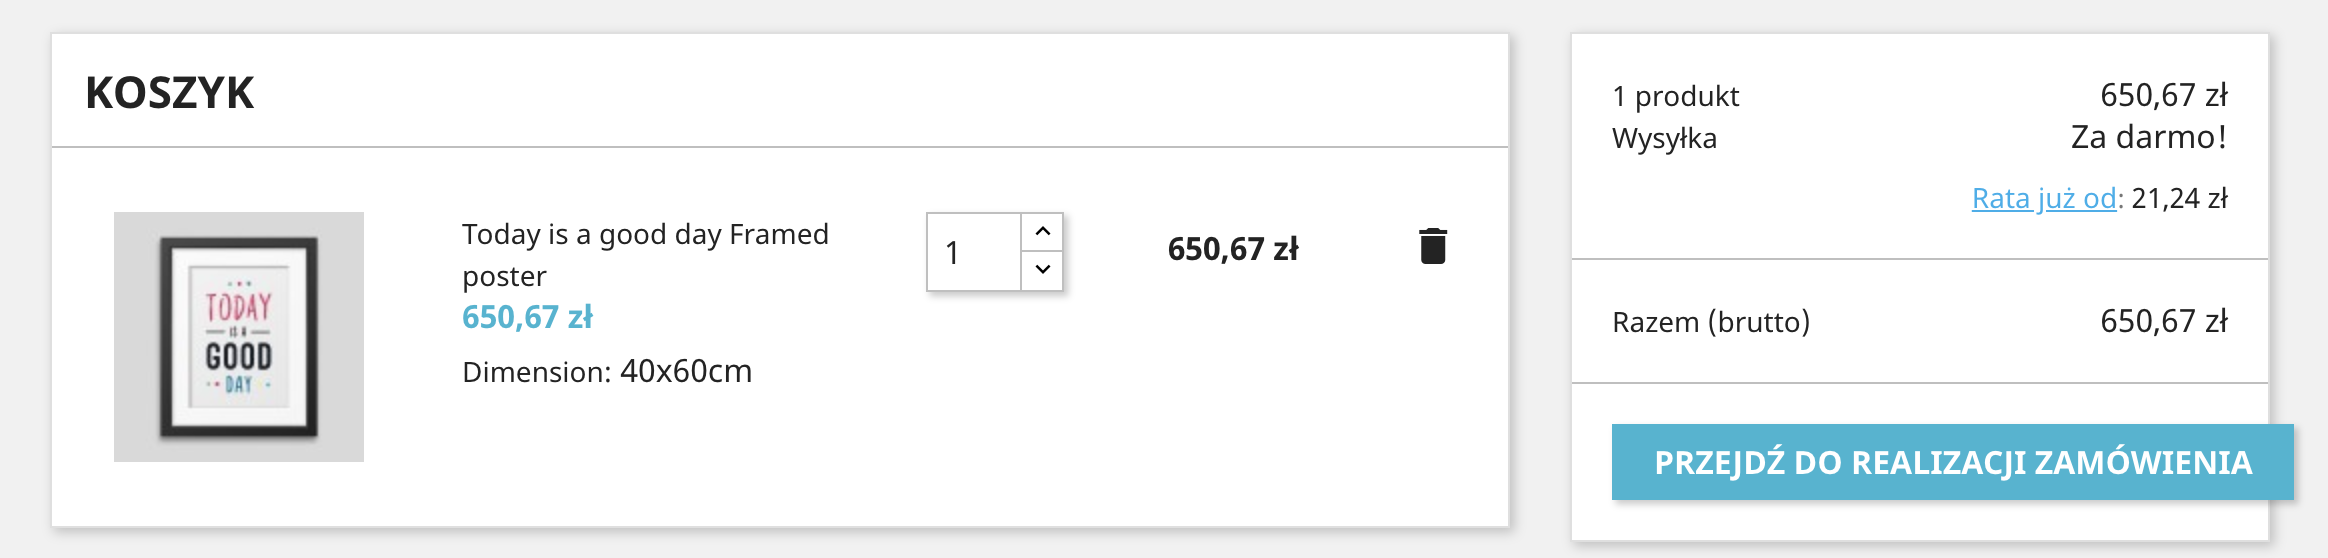 KOSZYK
TODAY
IS A
GOOD
DAY
Today is a good day Framed
poster
650,67 zł
Dimension: 40x60cm
1
650,67 zł
1 produkt 650,67 zł
Wysyłka Za darmo!
Rata już od: 21,24 zł
Razem (brutto) 650,67 zł
PRZEJDŹ DO REALIZACJI ZAMÓWIENIA